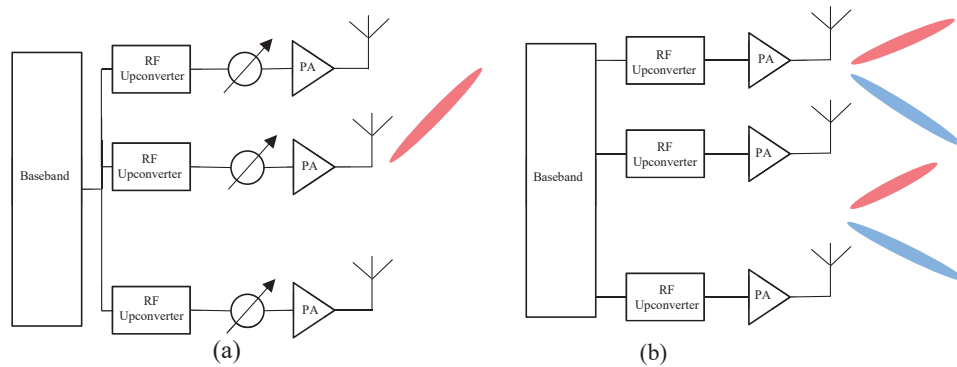 Baseband
RF
Upconverter
PA
RF
Upconverter
PA
RF
Upconverter
PA
(a)
Baseband
RF
Upconverter
PA
RF
Upconverter
PA
RF
Upconverter
PA
(b)